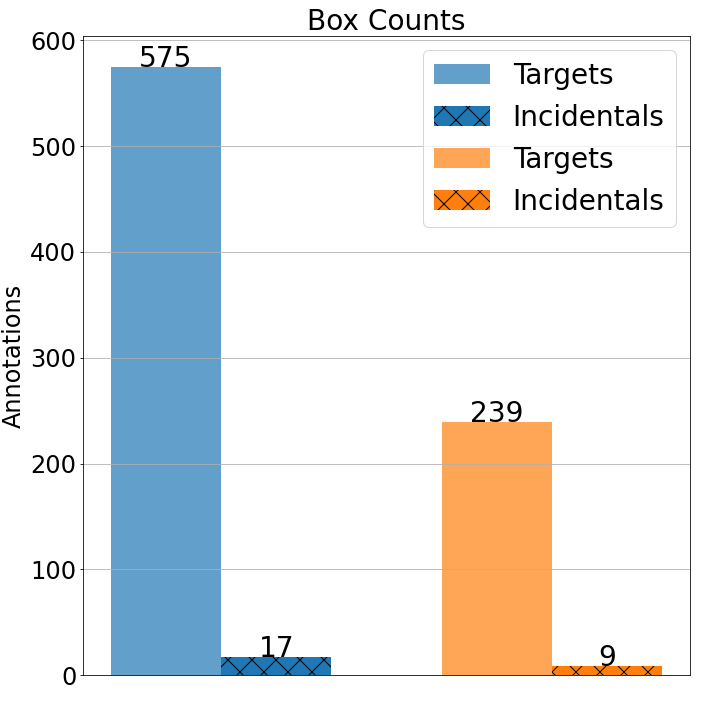 Box Counts
Annotations
600
500
400
300
200
100
0
575
17
239
9
Targets
Incidentals
Targets
Incidentals